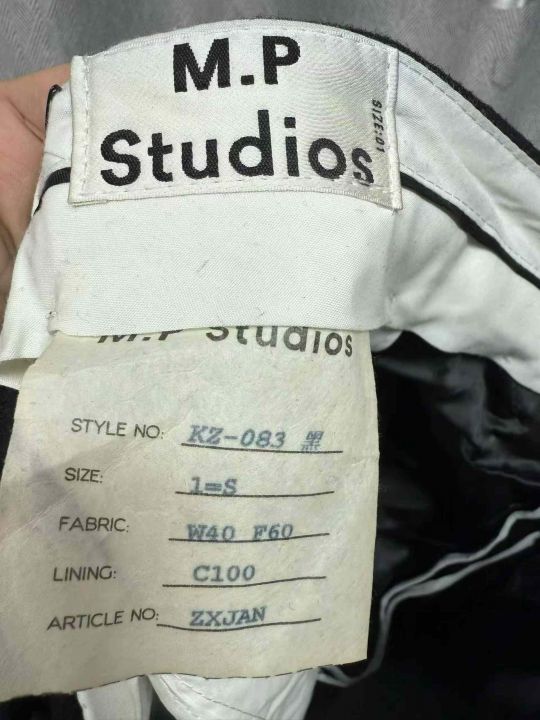 M.P
Studios
SIZE:01
M.P Studios
STYLE NO: KZ-083 黑
SIZE: 1=S
FABRIC: W40 F60
LINING: C100
ARTICLE NO: ZXJAN